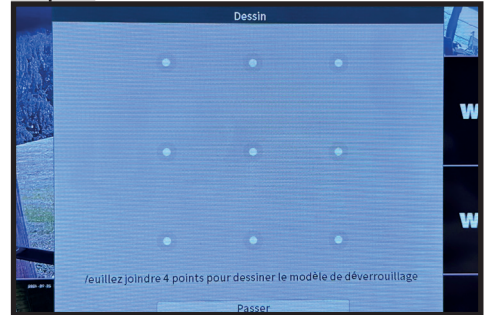 Dessin
W
W
/euillez joindre 4 points pour dessiner le modèle de déverrouillage
Passer